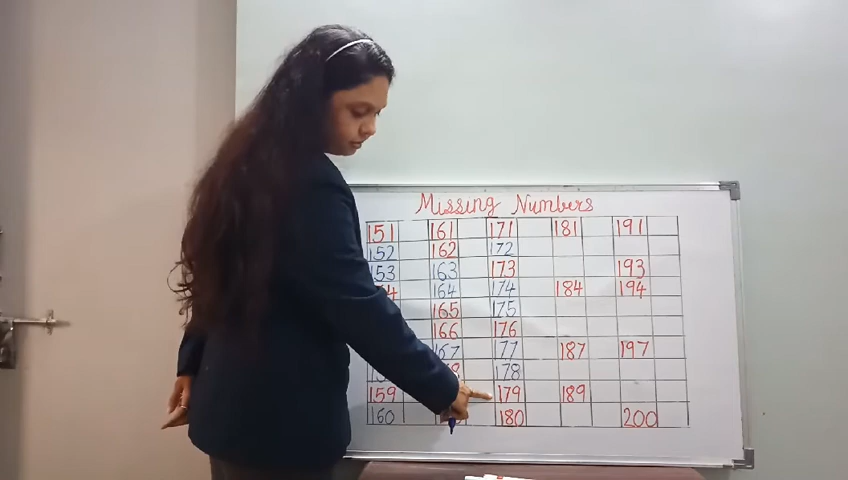 Missing Numbers
151 161 171 181 191
152 162 172
153 163 173 193
164 174 184 194
165 175
166 176
167 177 187 197
178
159 179 189
160 180 200